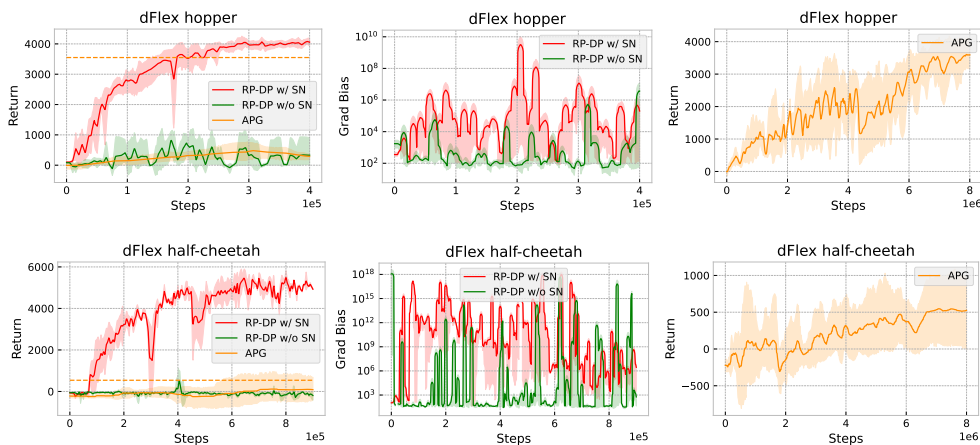 dFlex hopper
Return
4000
3000
2000
1000
0
RP-DP w/ SN
RP-DP w/o SN
APG
0 1 2 3 4
1e5
Steps
dFlex hopper
Grad Bias
10^10
10^8
10^6
10^4
10^2
RP-DP w/ SN
RP-DP w/o SN
0 1 2 3 4
1e5
Steps
dFlex hopper
Return
4000
3000
2000
1000
0
APG
0 2 4 6 8
1e6
Steps
dFlex half-cheetah
Return
6000
4000
2000
0
RP-DP w/ SN
RP-DP w/o SN
APG
0 2 4 6 8
1e5
Steps
dFlex half-cheetah
Grad Bias
10^18
10^15
10^12
10^9
10^6
10^3
RP-DP w/ SN
RP-DP w/o SN
0 2 4 6 8
1e5
Steps
dFlex half-cheetah
Return
1000
500
0
−500
APG
0 2 4 6 8
1e6
Steps